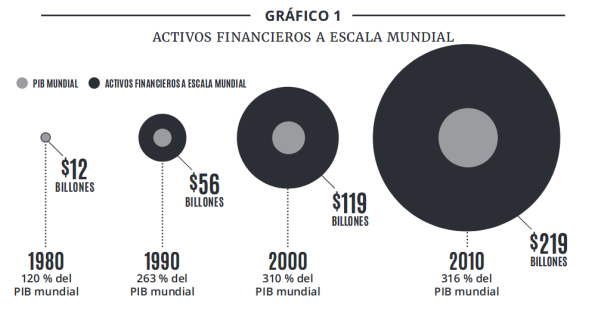 GRÁFICO 1
ACTIVOS FINANCIEROS A ESCALA MUNDIAL
PIB MUNDIAL
ACTIVOS FINANCIEROS A ESCALA MUNDIAL
$12
BILLONES
$56
BILLONES
$119
BILLONES
$219
BILLONES
1980
120 % del
PIB mundial
1990
263 % del
PIB mundial
2000
310 % del
PIB mundial
2010
316 % del
PIB mundial